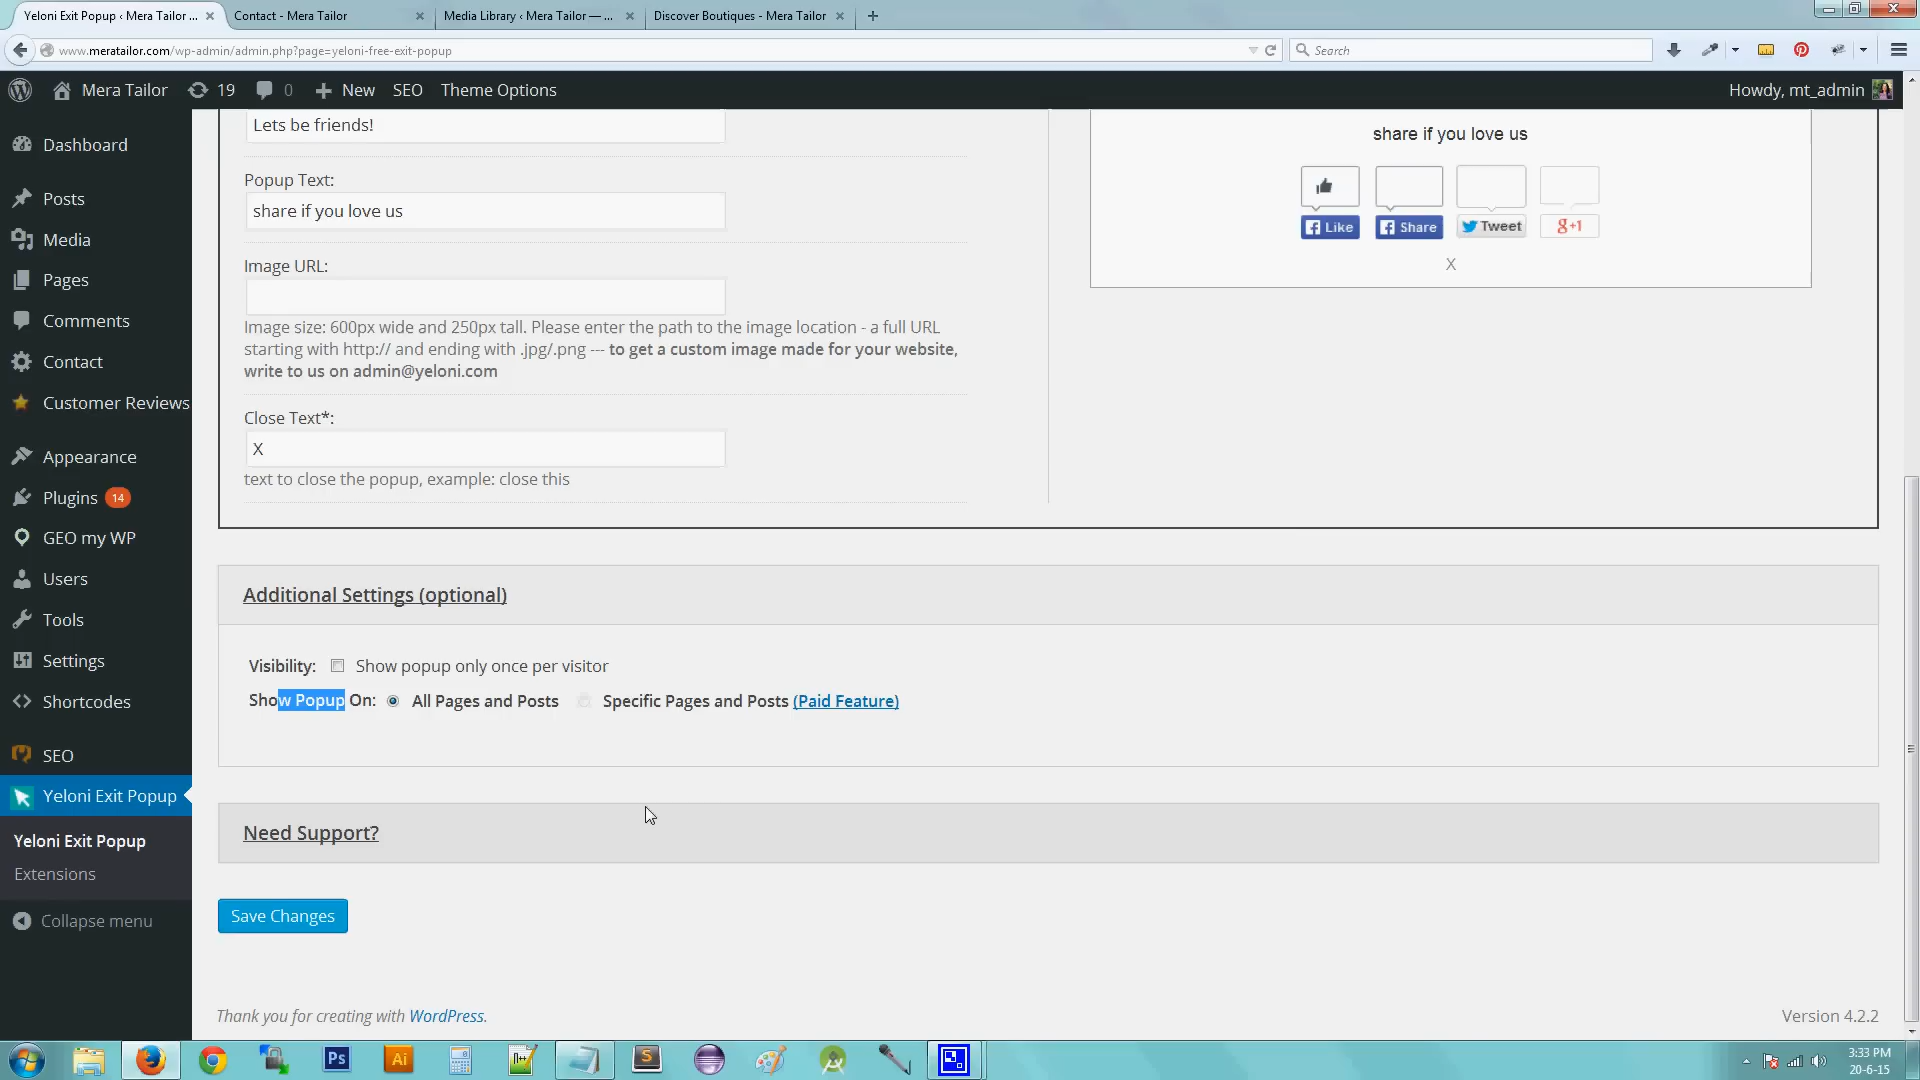 Yeloni Exit Popup ‹ Mera Tailor ...
Contact - Mera Tailor
Media Library ‹ Mera Tailor — ...
Discover Boutiques - Mera Tailor
www.meratailor.com/wp-admin/admin.php?page=yeloni-free-exit-popup
Search
Mera Tailor
19
0
New
SEO
Theme Options
Howdy, mt_admin
Dashboard
Posts
Media
Pages
Comments
Contact
Customer Reviews
Appearance
Plugins 14
GEO my WP
Users
Tools
Settings
Shortcodes
SEO
Yeloni Exit Popup
Yeloni Exit Popup
Extensions
Collapse menu
Lets be friends!
Popup Text:
share if you love us
Image URL:
Image size: 600px wide and 250px tall. Please enter the path to the image location - a full URL
starting with http:// and ending with .jpg/.png --- to get a custom image made for your website,
write to us on admin@yeloni.com
Close Text*:
X
text to close the popup, example: close this
share if you love us
Like
Share
Tweet
g+1
X
Additional Settings (optional)
Visibility: Show popup only once per visitor
Show Popup On: All Pages and Posts Specific Pages and Posts (Paid Feature)
Need Support?
Save Changes
Thank you for creating with WordPress.
Version 4.2.2
Ps
Ai
S
3:33 PM
20-6-15